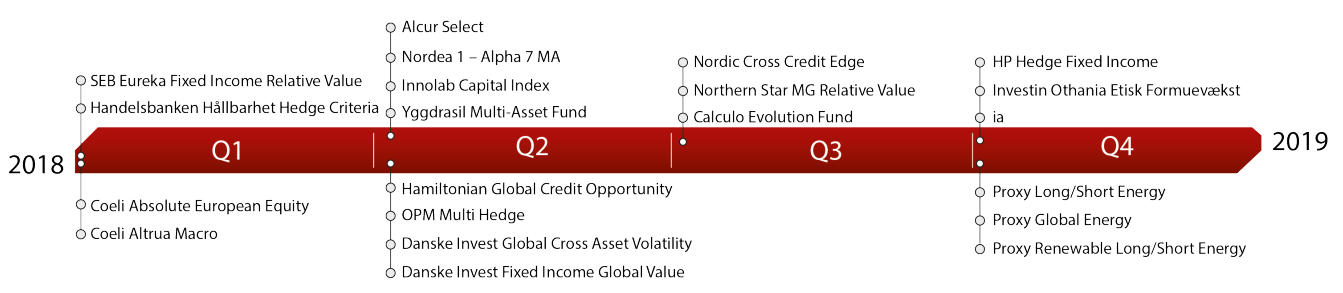 2018
SEB Eureka Fixed Income Relative Value
Handelsbanken Hållbarhet Hedge Criteria
Q1
Coeli Absolute European Equity
Coeli Altrua Macro
Alcur Select
Nordea 1 – Alpha 7 MA
Innolab Capital Index
Yggdrasil Multi-Asset Fund
Q2
Hamiltonian Global Credit Opportunity
OPM Multi Hedge
Danske Invest Global Cross Asset Volatility
Danske Invest Fixed Income Global Value
Nordic Cross Credit Edge
Northern Star MG Relative Value
Calculo Evolution Fund
Q3
HP Hedge Fixed Income
Investin Othania Etisk Formuevækst
ia
Q4
Proxy Long/Short Energy
Proxy Global Energy
Proxy Renewable Long/Short Energy
2019